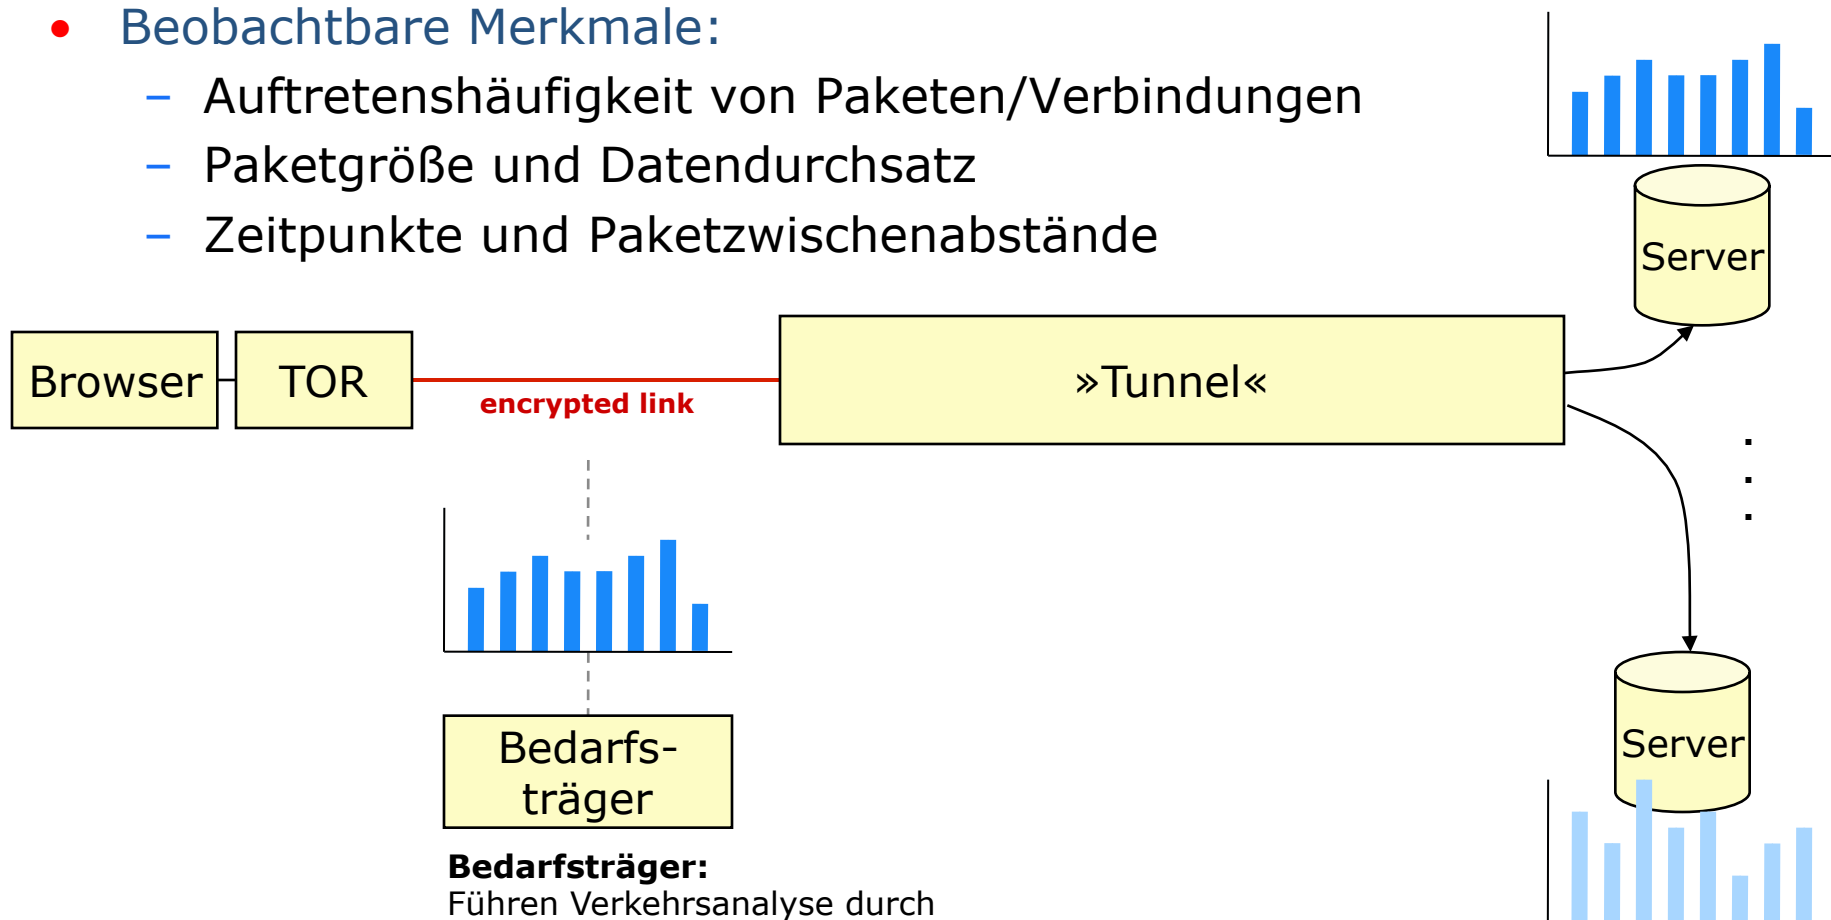 • Beobachtbare Merkmale:
– Auftretenshäufigkeit von Paketen/Verbindungen
– Paketgröße und Datendurchsatz
– Zeitpunkte und Paketzwischenabstände
Server
Browser
TOR
encrypted link
»Tunnel«
.
.
.
Bedarfs-
träger
Server
Bedarfsträger:
Führen Verkehrsanalyse durch